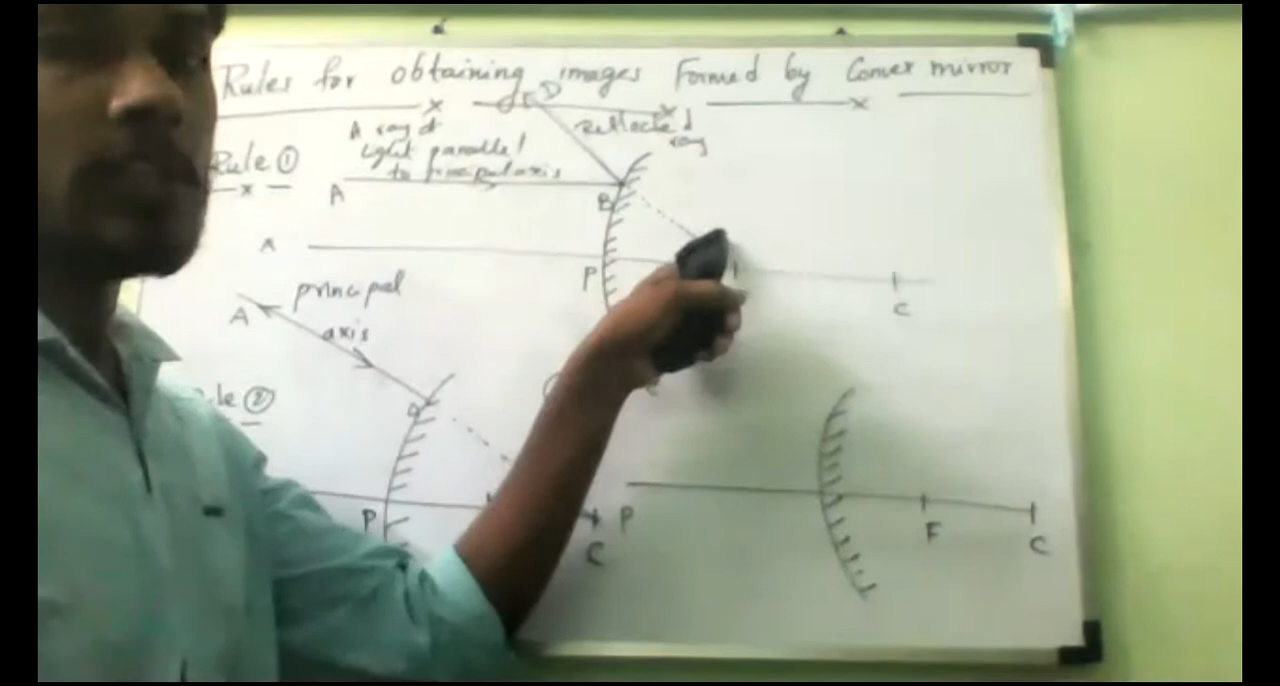 Rules for obtaining images Formed by Convex mirror
D
A ray of
light parallel
to principal axis
Reflected
ray
Rule ①
A
B
A
P
C
principal
axis
A
le ②
P
C
P
F
C